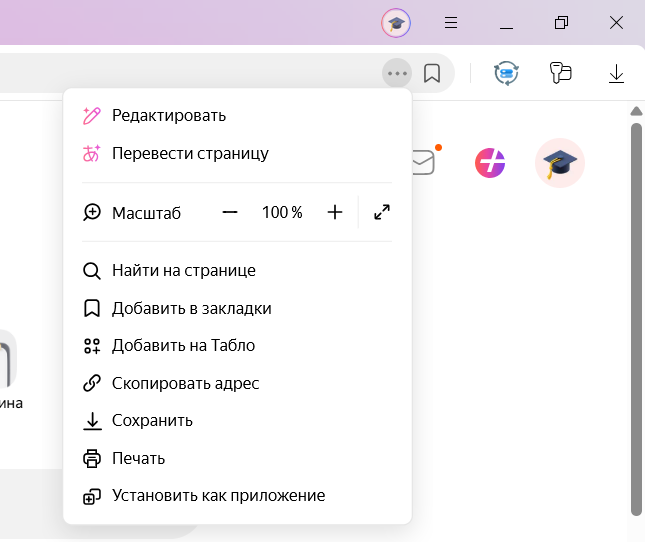 Редактировать
Перевести страницу
Масштаб 100 %
Найти на странице
Добавить в закладки
Добавить на Табло
Скопировать адрес
ина
Сохранить
Печать
Установить как приложение